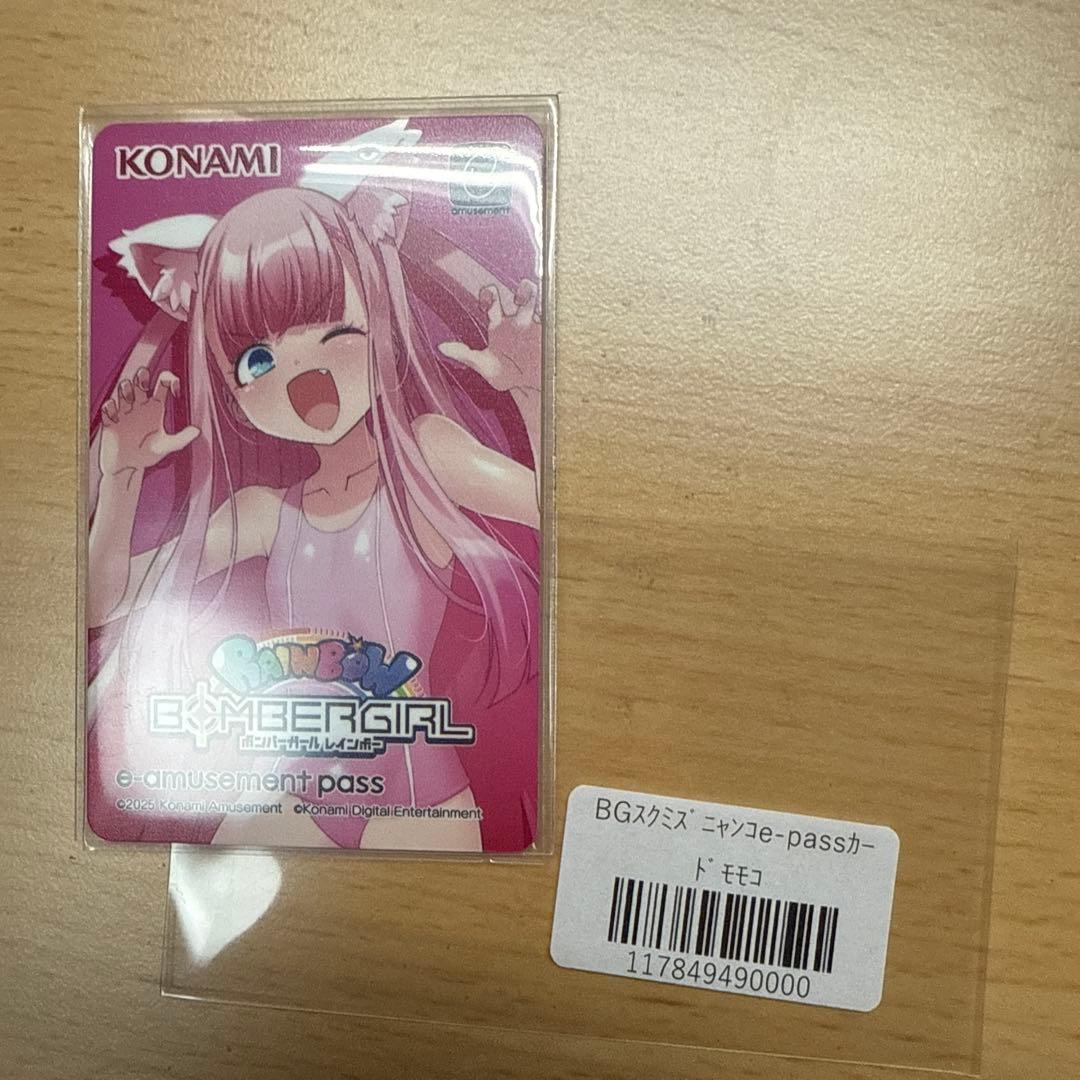 KONAMI
amusement
RAINBOW
BOMBERGIRL
ボンバーガール レインボー
e-amusement pass
©2025 Konami Amusement ©Konami Digital Entertainment
BGｽｸﾐｽﾞﾆｬﾝｺe-passｶｰ
ﾄﾞﾓﾓｺ
117849490000